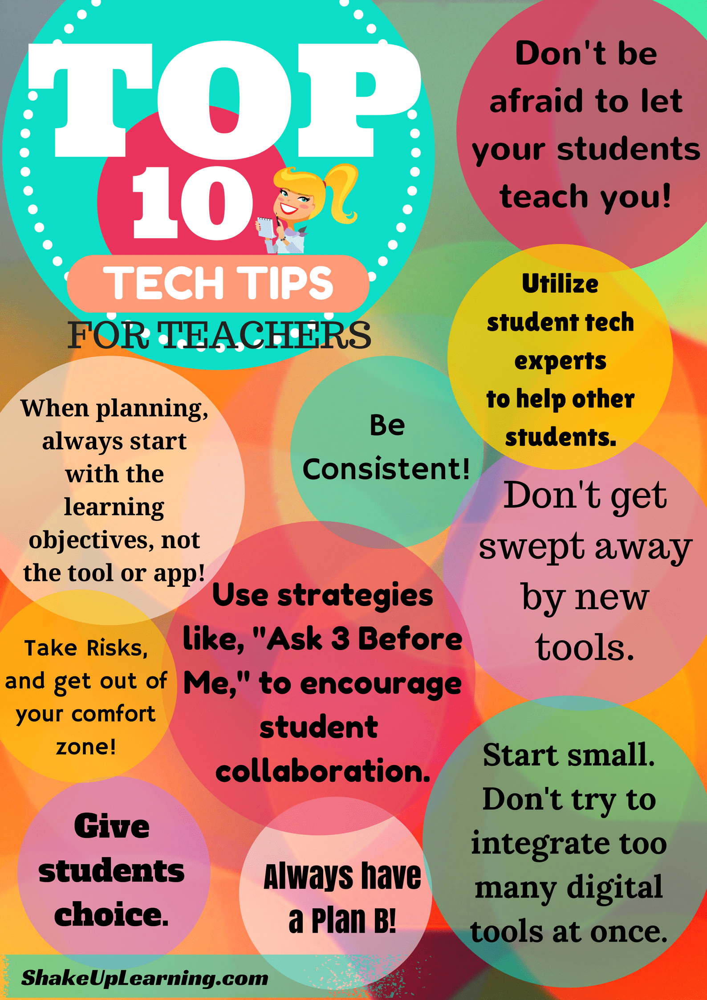 TOP
10
TECH TIPS
FOR TEACHERS
Don't be
afraid to let
your students
teach you!
Utilize
student tech
experts
to help other
students.
When planning,
always start
with the
learning
objectives, not
the tool or app!
Be
Consistent!
Don't get
swept away
by new
tools.
Use strategies
like, "Ask 3 Before
Me," to encourage
student
collaboration.
Take Risks,
and get out of
your comfort
zone!
Start small.
Don't try to
integrate too
many digital
tools at once.
Give
students
choice.
Always have
a Plan B!
ShakeUpLearning.com